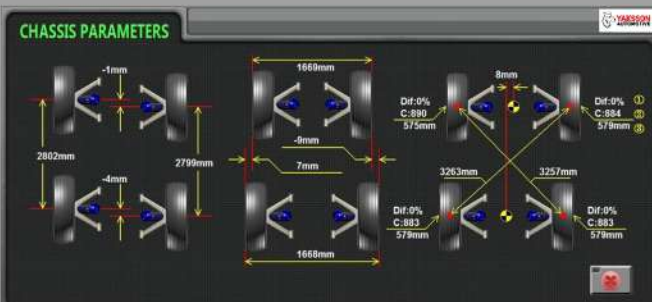 CHASSIS PARAMETERS
YAKSSON
AUTOMOTIVE
-1mm
2802mm
2799mm
-4mm
1669mm
-9mm
7mm
1668mm
8mm
Dif:0%
C:890
575mm
Dif:0%
C:884
579mm
①
②
③
3263mm
3257mm
Dif:0%
C:883
579mm
Dif:0%
C:883
579mm